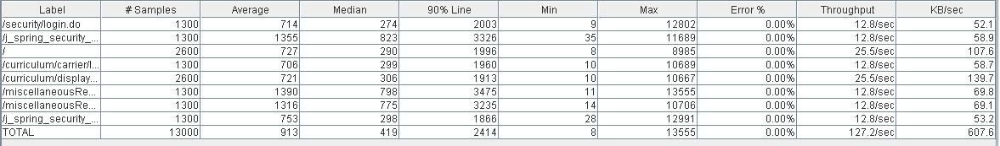 Label # Samples Average Median 90% Line Min Max Error % Throughput KB/sec
/security/login.do 1300 714 274 2003 9 12802 0.00% 12.8/sec 52.1
/j_spring_security_... 1300 1355 823 3326 35 11689 0.00% 12.8/sec 58.9
/ 2600 727 290 1996 8 8985 0.00% 25.5/sec 107.6
/curriculum/carrier/l... 1300 706 299 1960 10 10689 0.00% 12.8/sec 58.7
/curriculum/display... 2600 721 306 1913 10 10667 0.00% 25.5/sec 139.7
/miscellaneousRe... 1300 1390 798 3475 11 13555 0.00% 12.8/sec 69.8
/miscellaneousRe... 1300 1316 775 3235 14 10706 0.00% 12.8/sec 69.1
/j_spring_security_... 1300 753 298 1866 28 12991 0.00% 12.8/sec 53.2
TOTAL 13000 913 419 2414 8 13555 0.00% 127.2/sec 607.6